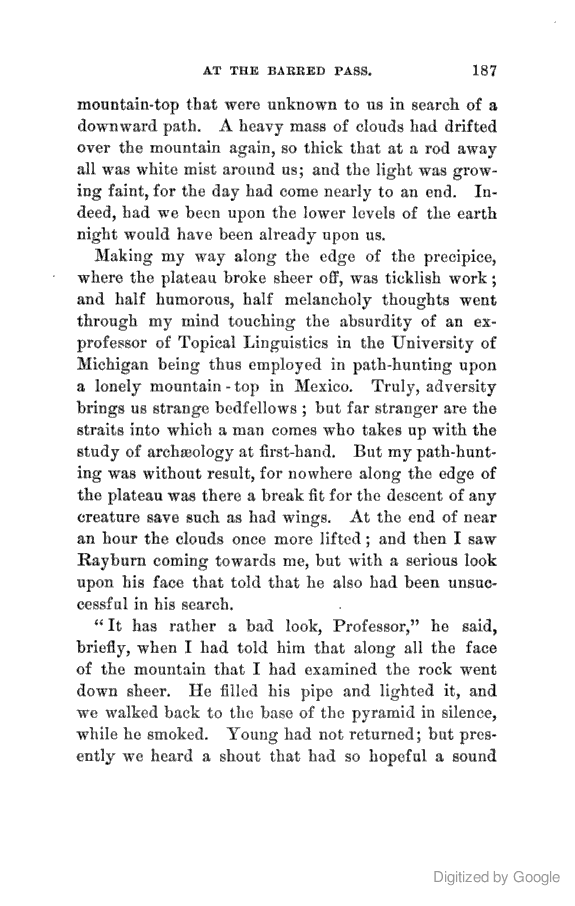 AT THE BARRED PASS. 187
mountain-top that were unknown to us in search of a
downward path. A heavy mass of clouds had drifted
over the mountain again, so thick that at a rod away
all was white mist around us; and the light was grow-
ing faint, for the day had come nearly to an end. In-
deed, had we been upon the lower levels of the earth
night would have been already upon us.
Making my way along the edge of the precipice,
where the plateau broke sheer off, was ticklish work;
and half humorous, half melancholy thoughts went
through my mind touching the absurdity of an ex-
professor of Topical Linguistics in the University of
Michigan being thus employed in path-hunting upon
a lonely mountain-top in Mexico. Truly, adversity
brings us strange bedfellows; but far stranger are the
straits into which a man comes who takes up with the
study of archæology at first-hand. But my path-hunt-
ing was without result, for nowhere along the edge of
the plateau was there a break fit for the descent of any
creature save such as had wings. At the end of near
an hour the clouds once more lifted; and then I saw
Rayburn coming towards me, but with a serious look
upon his face that told that he also had been unsuc-
cessful in his search.
"It has rather a bad look, Professor," he said,
briefly, when I had told him that along all the face
of the mountain that I had examined the rock went
down sheer. He filled his pipe and lighted it, and
we walked back to the base of the pyramid in silence,
while he smoked. Young had not returned; but pres-
ently we heard a shout that had so hopeful a sound
Digitized by Google